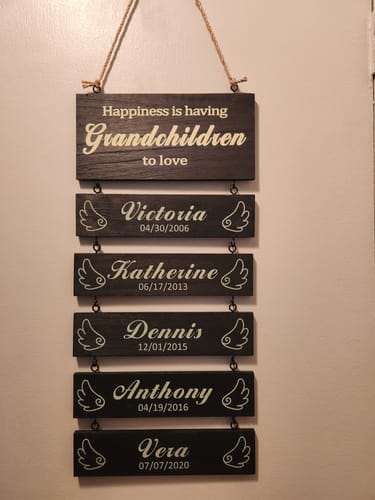 Happiness is having
Grandchildren
to love
Victoria
04/30/2006
Katherine
06/17/2013
Dennis
12/01/2015
Anthony
04/19/2016
Vera
07/07/2020